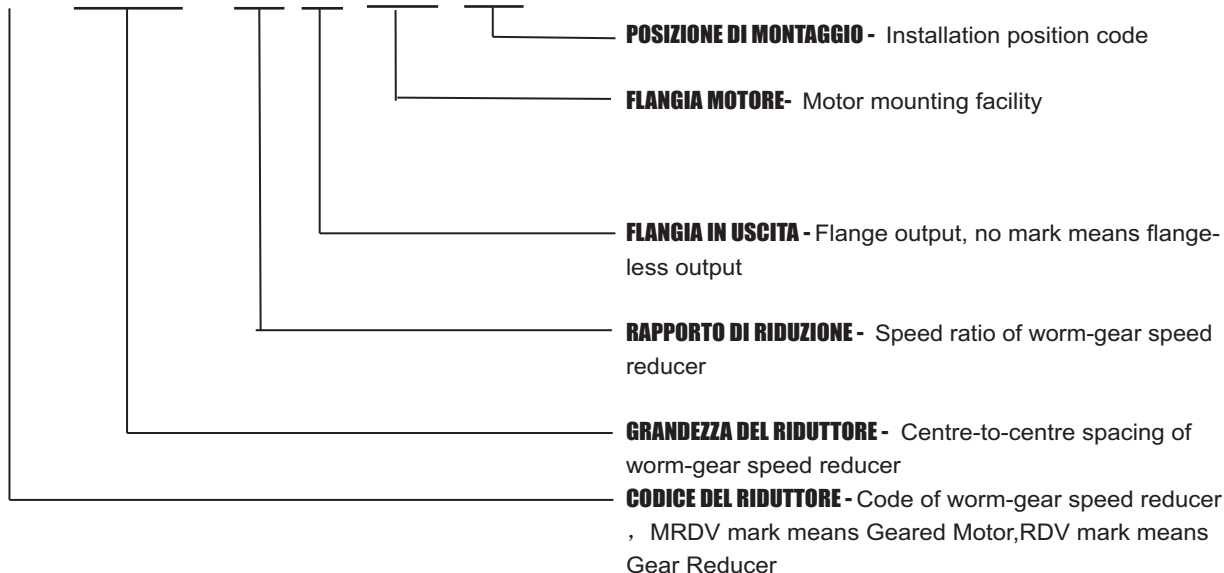 POSIZIONE DI MONTAGGIO - Installation position code
FLANGIA MOTORE- Motor mounting facility
FLANGIA IN USCITA - Flange output, no mark means flange-
less output
RAPPORTO DI RIDUZIONE - Speed ratio of worm-gear speed
reducer
GRANDEZZA DEL RIDUTTORE - Centre-to-centre spacing of
worm-gear speed reducer
CODICE DEL RIDUTTORE - Code of worm-gear speed reducer
， MRDV mark means Geared Motor,RDV mark means
Gear Reducer